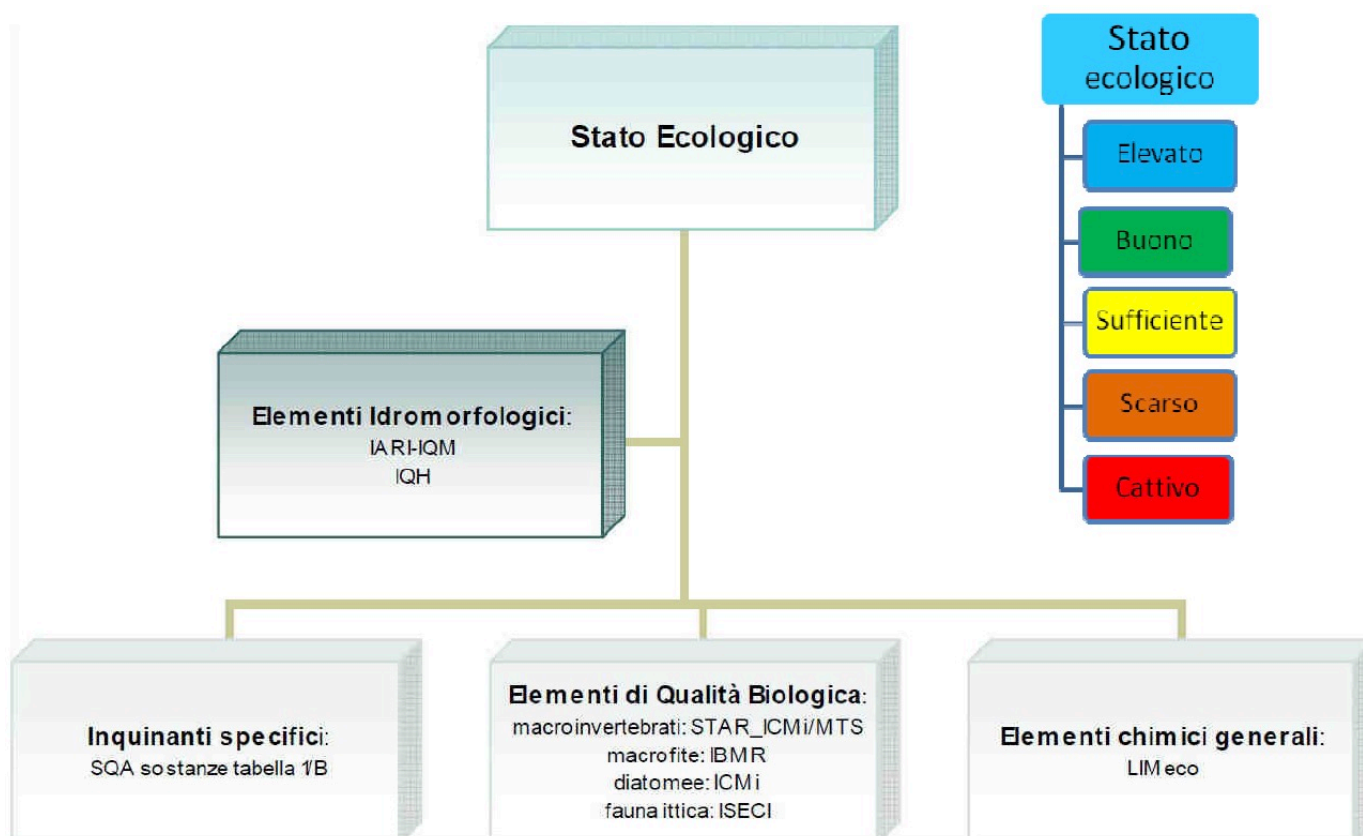 Stato Ecologico
Elementi Idromorfologici:
IARI-IQM
IQH
Inquinanti specifici:
SQA sostanze tabella 1/B
Elementi di Qualità Biologica:
macroinvertebrati: STAR_ICMi/MTS
macrofite: IBMR
diatomee: ICMi
fauna ittica: ISECI
Elementi chimici generali:
LIMeco
Stato
ecologico
Elevato
Buono
Sufficiente
Scarso
Cattivo